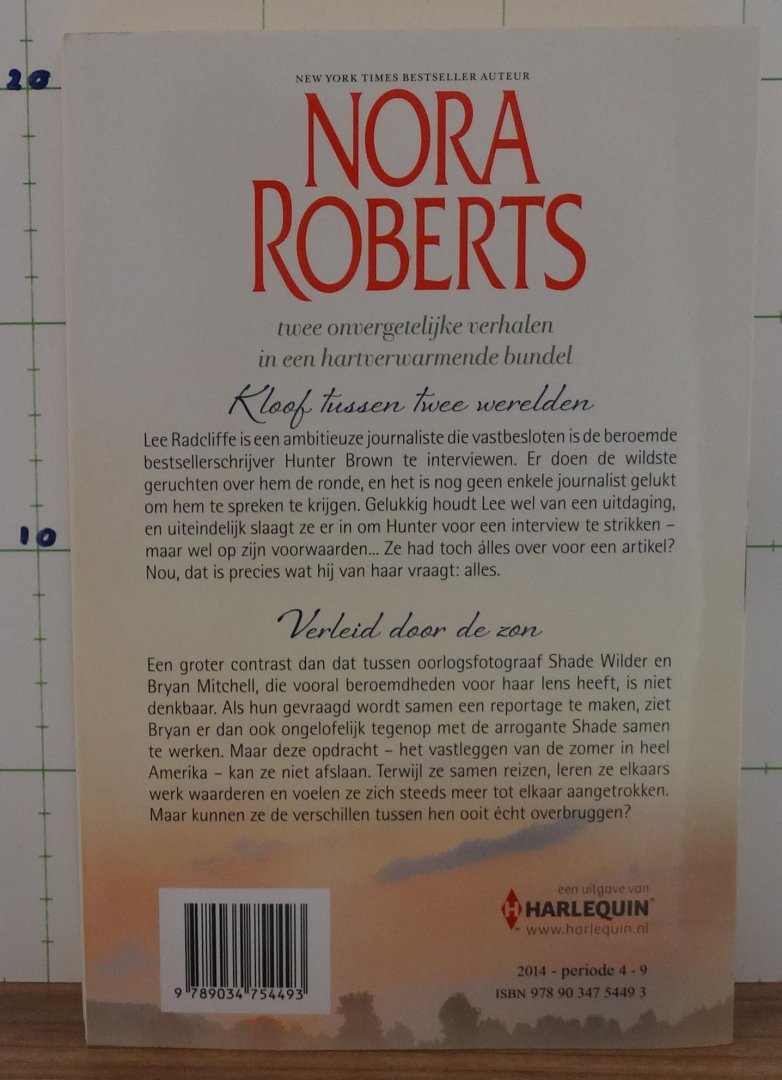 20
10
NEW YORK TIMES BESTSELLER AUTEUR
NORA
ROBERTS
twee onvergetelijke verhalen
in een hartverwarmende bundel
Kloof tussen twee werelden
Lee Radcliffe is een ambitieuze journaliste die vastbesloten is de beroemde
bestsellerschrijver Hunter Brown te interviewen. Er doen de wildste
geruchten over hem de ronde, en het is nog geen enkele journalist gelukt
om hem te spreken te krijgen. Gelukkig houdt Lee wel van een uitdaging,
en uiteindelijk slaagt ze er in om Hunter voor een interview te strikken –
maar wel op zijn voorwaarden... Ze had toch álles over voor een artikel?
Nou, dat is precies wat hij van haar vraagt: alles.
Verleid door de zon
Een groter contrast dan dat tussen oorlogsfotograaf Shade Wilder en
Bryan Mitchell, die vooral beroemdheden voor haar lens heeft, is niet
denkbaar. Als hun gevraagd wordt samen een reportage te maken, ziet
Bryan er dan ook ongelofelijk tegenop met de arrogante Shade samen
te werken. Maar deze opdracht – het vastleggen van de zomer in heel
Amerika – kan ze niet afslaan. Terwijl ze samen reizen, leren ze elkaars
werk waarderen en voelen ze zich steeds meer tot elkaar aangetrokken.
Maar kunnen ze de verschillen tussen hen ooit écht overbruggen?
een uitgave van
H HARLEQUIN®
www.harlequin.nl
2014 - periode 4 - 9
ISBN 978 90 347 5449 3
9 789034 754493